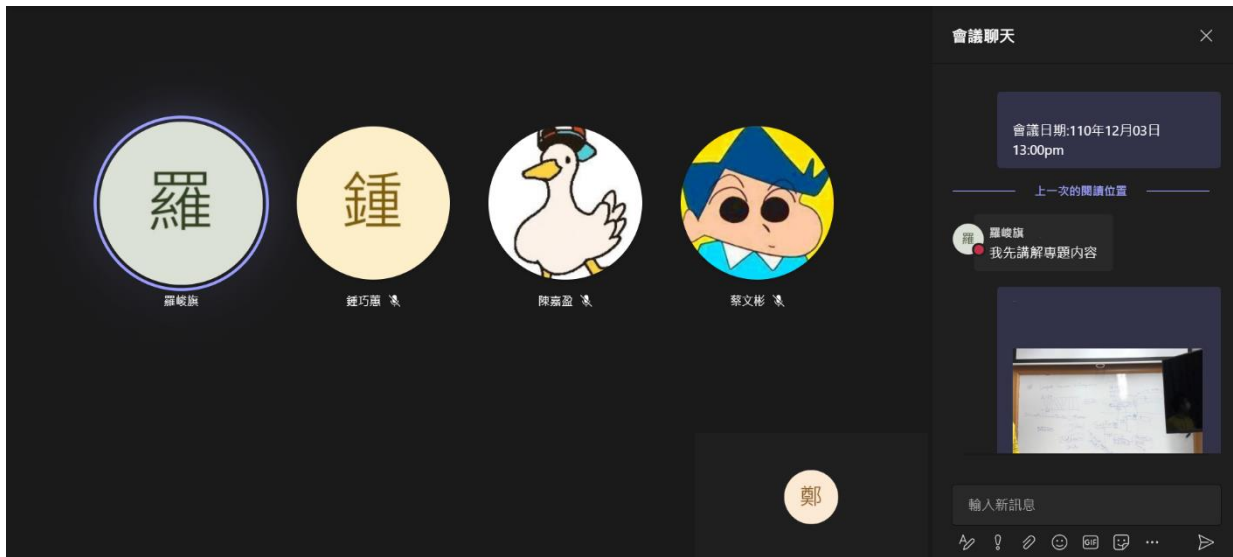 會議聊天
會議日期:110年12月03日
13:00pm
上一次的閱讀位置
羅
羅峻旗
我先講解專題內容
羅
鍾
羅峻旗
鍾巧蕙
陳嘉盈
蔡文彬
鄭
輸入新訊息
GIF